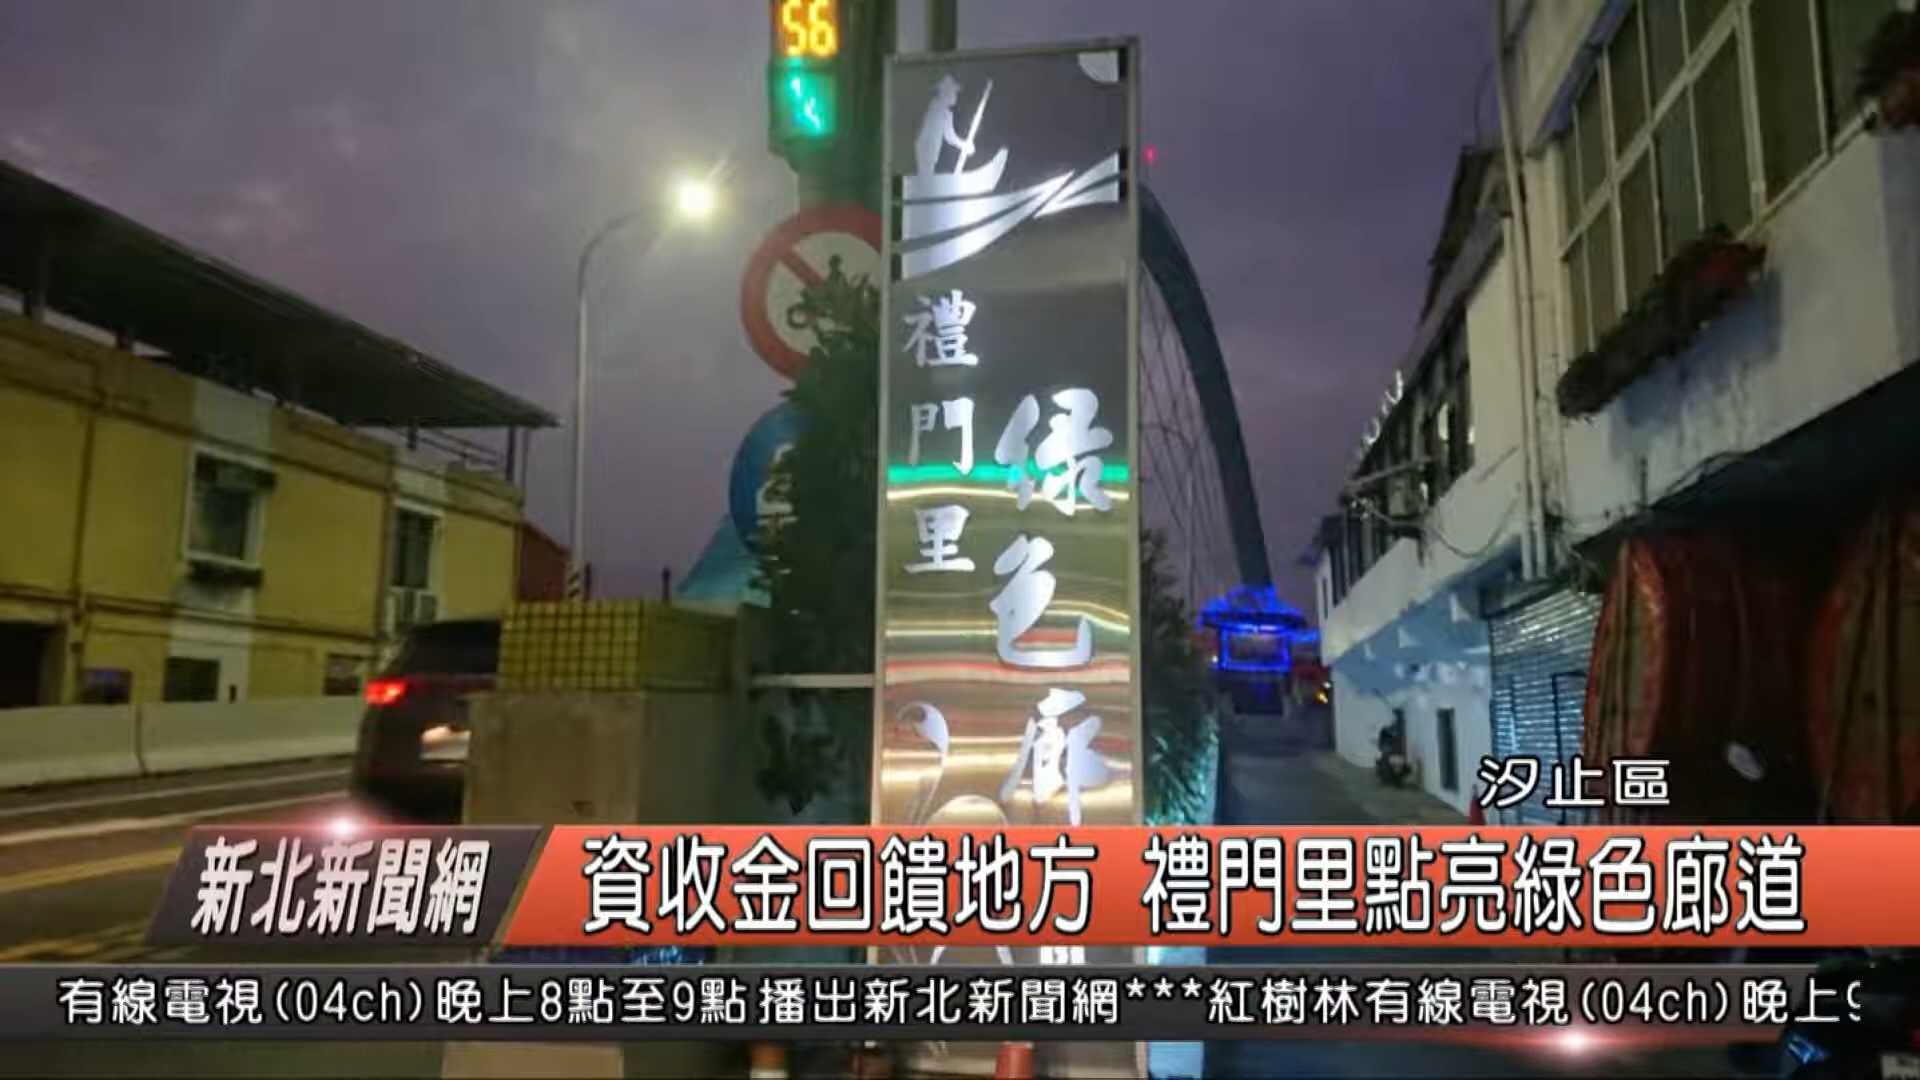 56
禮門里
綠色廊
汐止區
新北新聞網
資收金回饋地方 禮門里點亮綠色廊道
有線電視(04ch)晚上8點至9點播出新北新聞網***紅樹林有線電視(04ch)晚上9